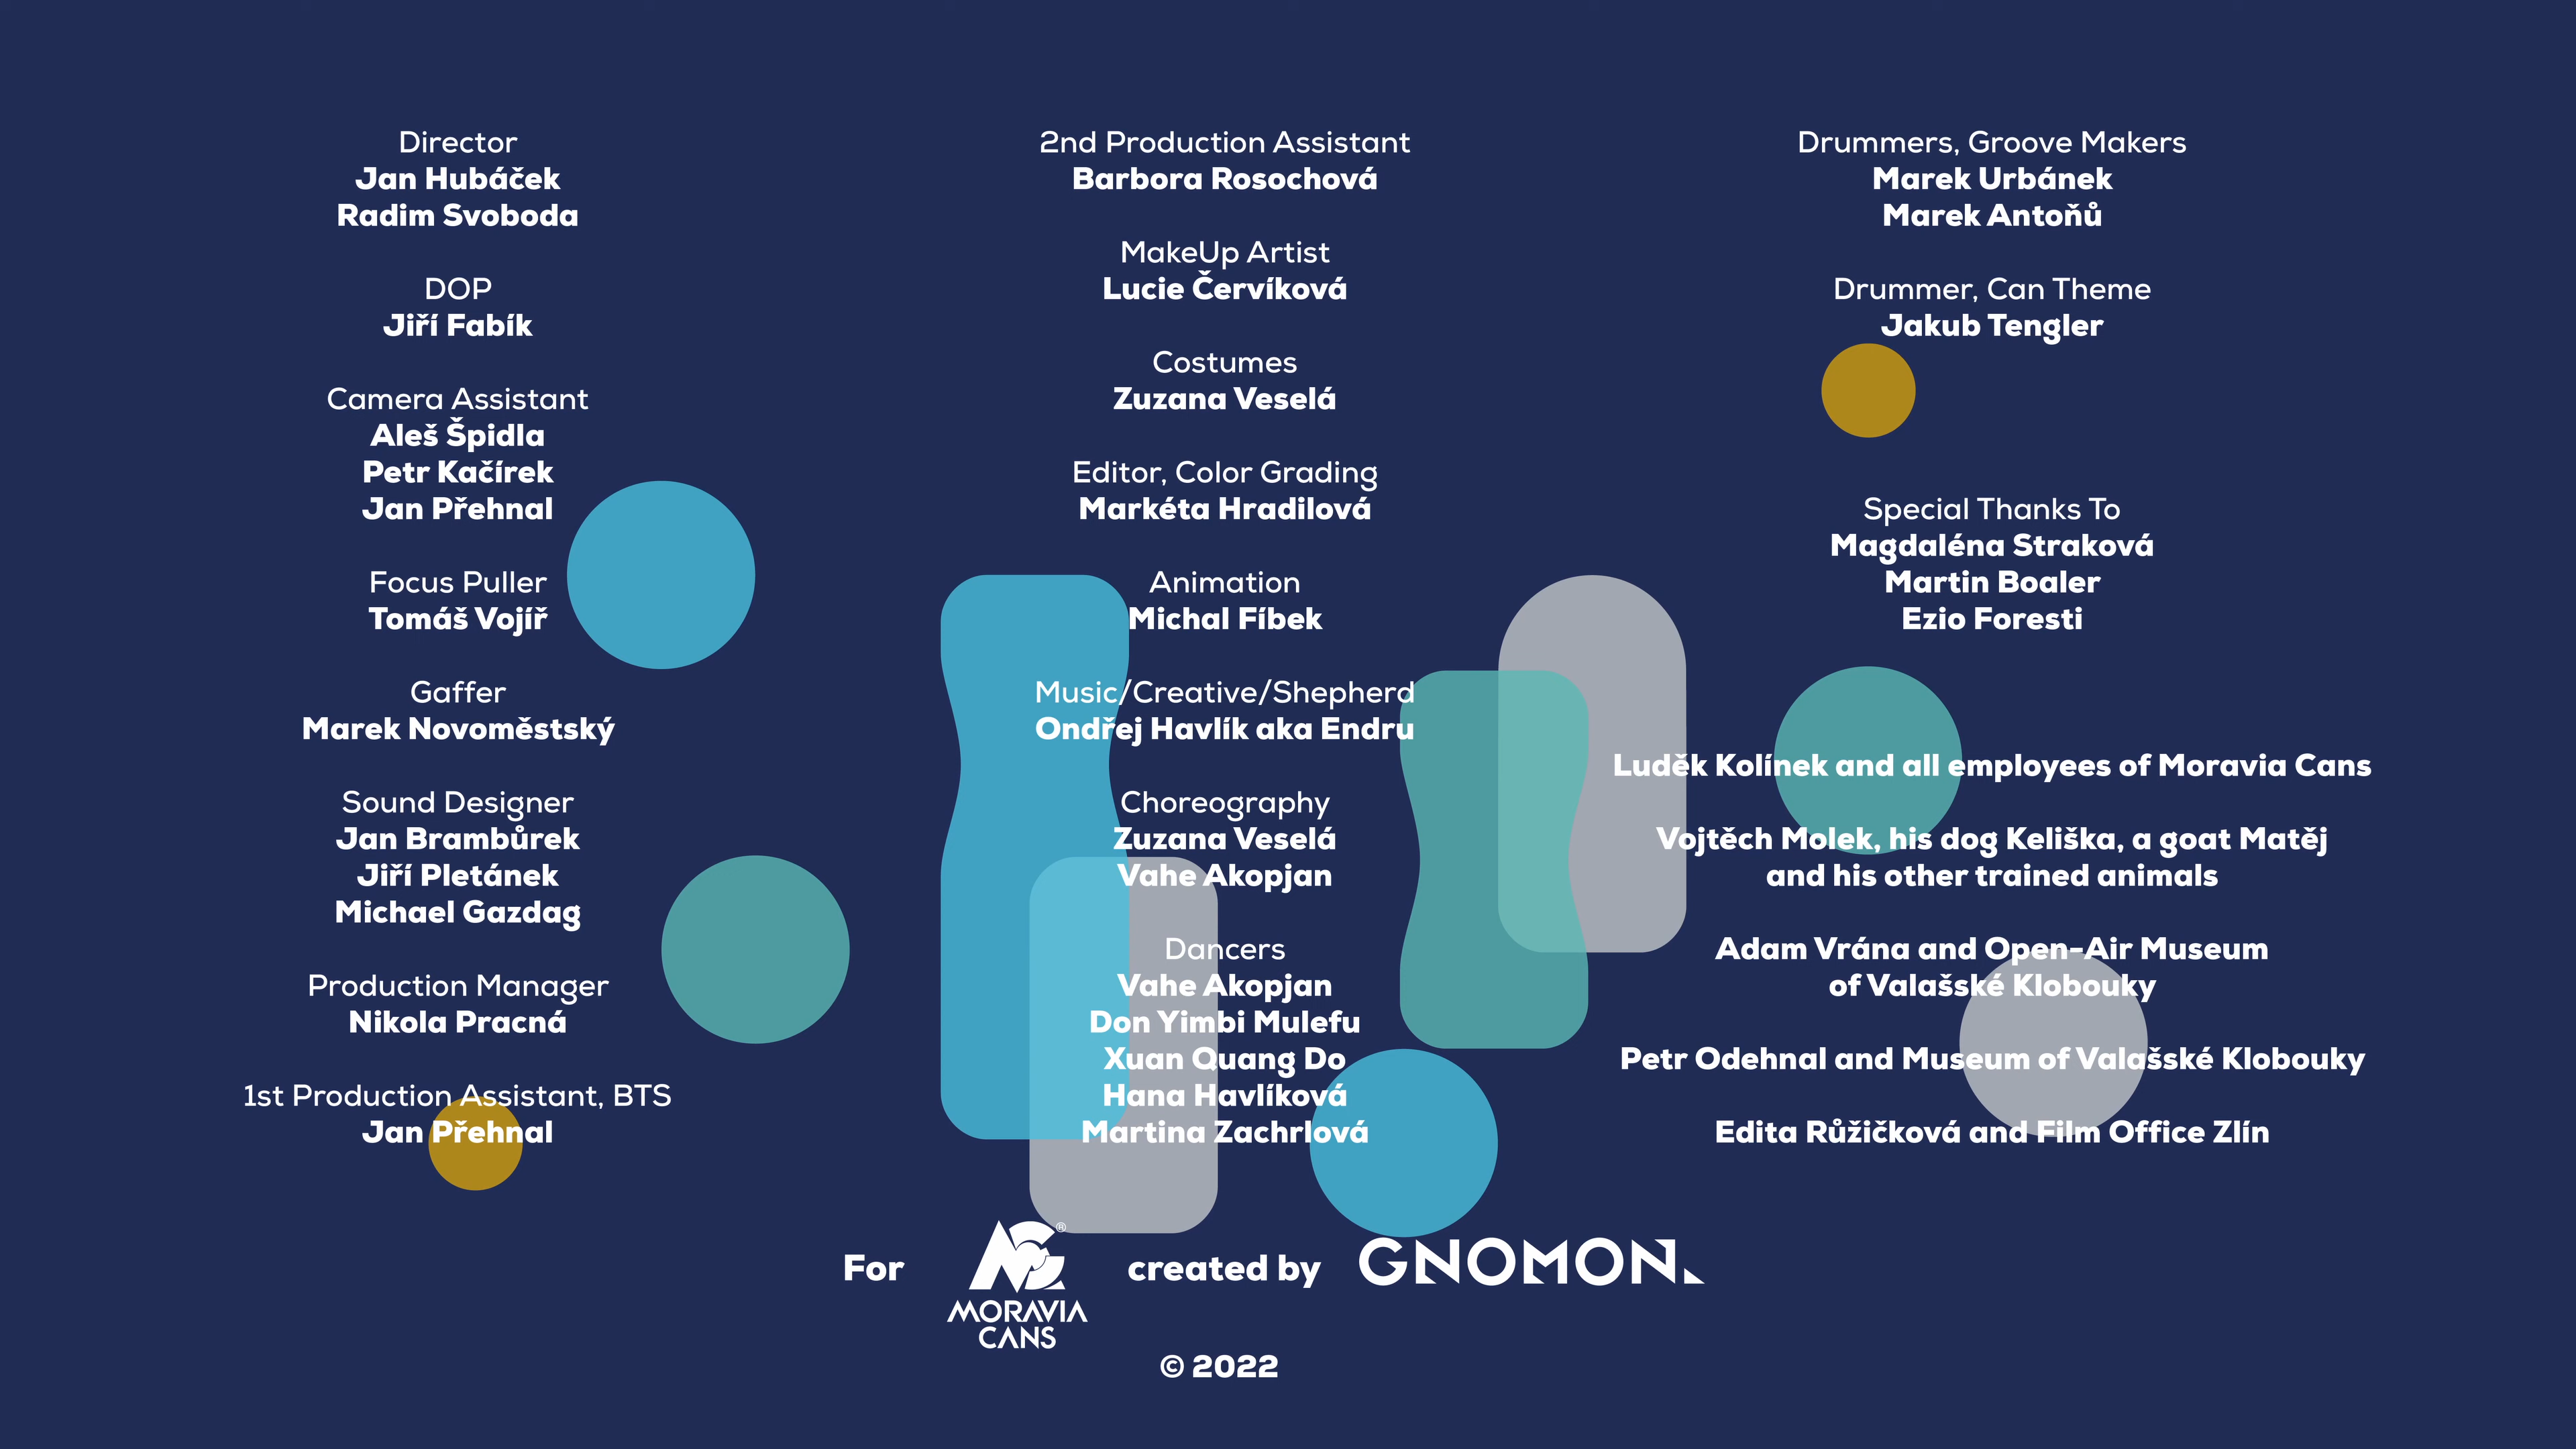 Director
Jan Hubáček
Radim Svoboda
DOP
Jiří Fabík
Camera Assistant
Aleš Špidla
Petr Kačírek
Jan Přehnal
Focus Puller
Tomáš Vojíř
Gaffer
Marek Novoměstský
Sound Designer
Jan Brambůrek
Jiří Pletánek
Michael Gazdag
Production Manager
Nikola Pracná
1st Production Assistant, BTS
Jan Přehnal
2nd Production Assistant
Barbora Rosochová
MakeUp Artist
Lucie Červíková
Costumes
Zuzana Veselá
Editor, Color Grading
Markéta Hradilová
Animation
Michal Fíbek
Music/Creative/Shepherd
Ondřej Havlík aka Endru
Choreography
Zuzana Veselá
Vahe Akopjan
Dancers
Vahe Akopjan
Don Yimbi Mulefu
Xuan Quang Do
Hana Havlíková
Martina Zachrlová
Drummers, Groove Makers
Marek Urbánek
Marek Antoňů
Drummer, Can Theme
Jakub Tengler
Special Thanks To
Magdaléna Straková
Martin Boaler
Ezio Foresti
Luděk Kolínek and all employees of Moravia Cans
Vojtěch Molek, his dog Keliška, a goat Matěj
and his other trained animals
Adam Vrána and Open-Air Museum
of Valašské Klobouky
Petr Odehnal and Museum of Valašské Klobouky
Edita Růžičková and Film Office Zlín
For
MC®
MORAVIA
CANS
created by
GNOMON
© 2022